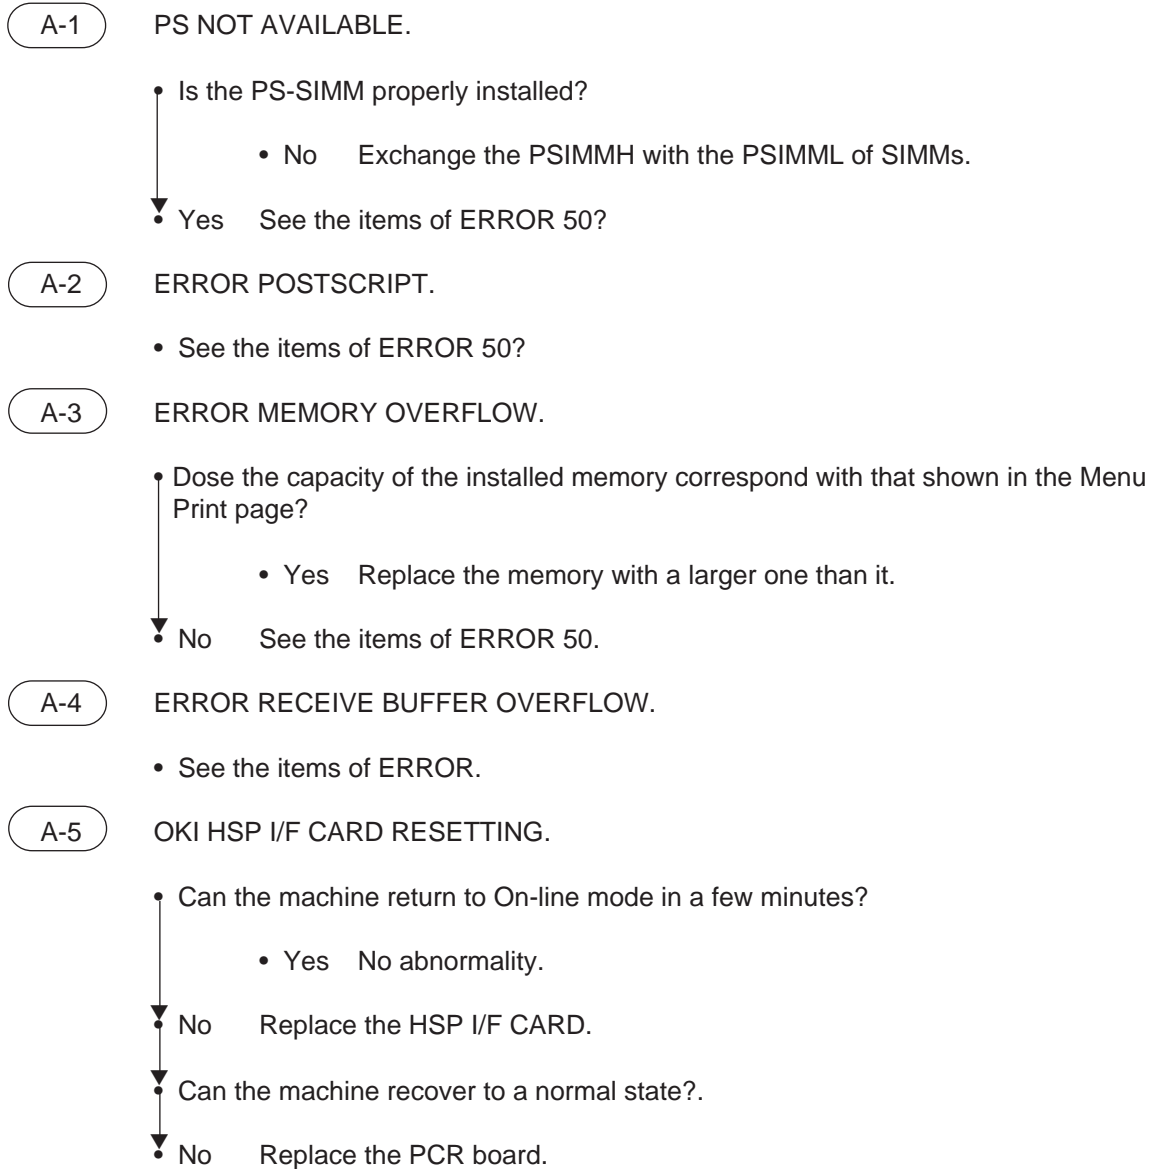 A-1 PS NOT AVAILABLE.
• Is the PS-SIMM properly installed?
• No Exchange the PSIMMH with the PSIMML of SIMMs.
• Yes See the items of ERROR 50?
A-2 ERROR POSTSCRIPT.
• See the items of ERROR 50?
A-3 ERROR MEMORY OVERFLOW.
• Dose the capacity of the installed memory correspond with that shown in the Menu
Print page?
• Yes Replace the memory with a larger one than it.
• No See the items of ERROR 50.
A-4 ERROR RECEIVE BUFFER OVERFLOW.
• See the items of ERROR.
A-5 OKI HSP I/F CARD RESETTING.
• Can the machine return to On-line mode in a few minutes?
• Yes No abnormality.
• No Replace the HSP I/F CARD.
• Can the machine recover to a normal state?.
• No Replace the PCR board.